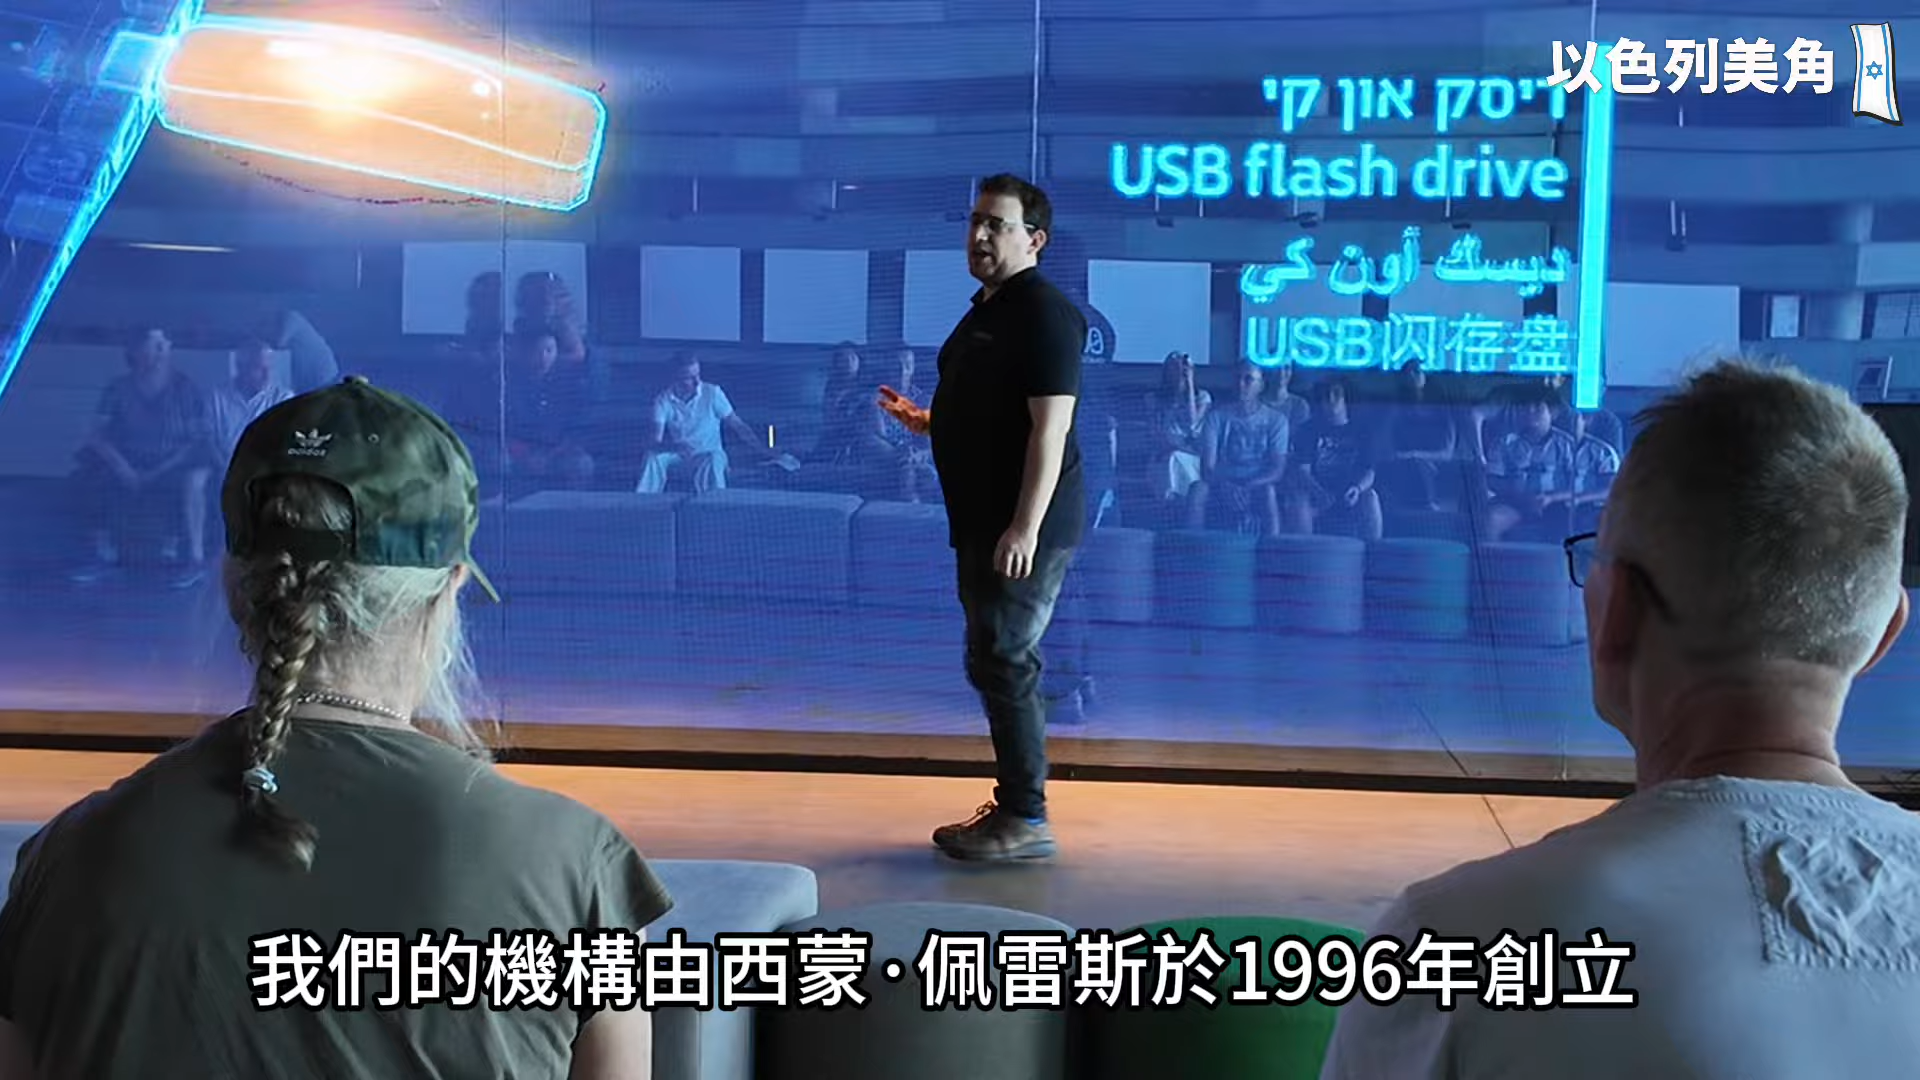 以色列美角
דיסק און קי
USB flash drive
ديسك أون كي
USB闪存盘
adidas
我們的機構由西蒙·佩雷斯於1996年創立